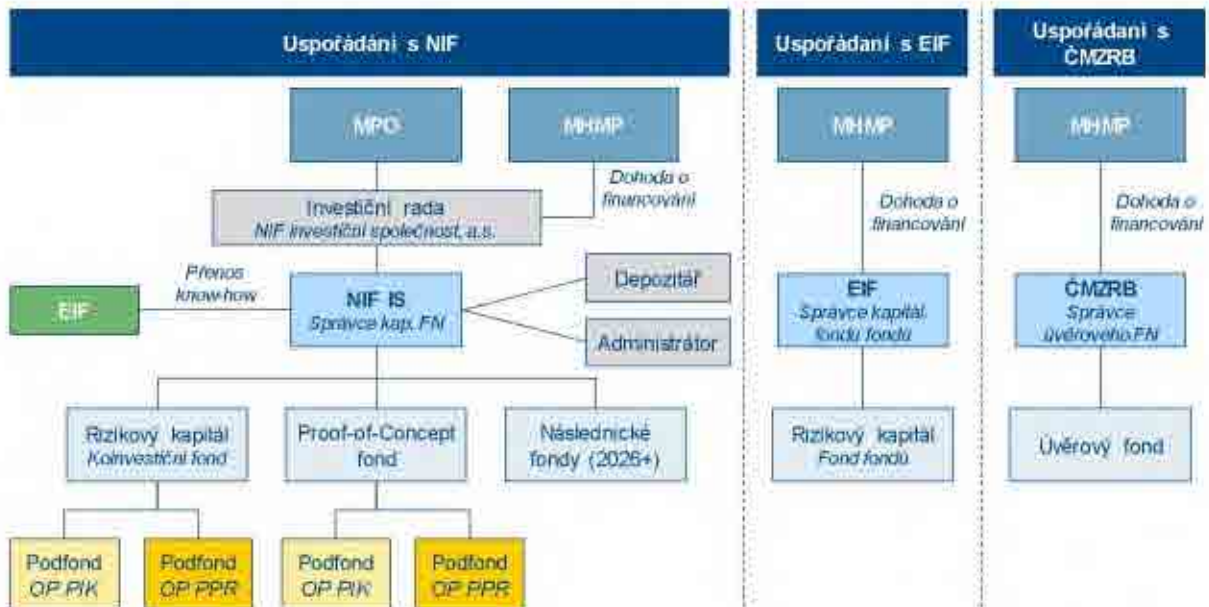 Uspořádání s NIF
Uspořádaní s EIF
Uspořádaní s
ČMZRB
MPO
MHMP
MHMP
MHMP
Dohoda o
financování
Dohoda o
financování
Dohoda o
financování
Investiční rada
NIF investiční společnost, a.s.
Přenos
know-how
EIF
NIF IS
Správce kap. FN
Depozitář
Administrátor
EIF
Správce kapitál.
fondu fondů
ČMZRB
Správce
úvěrového FN
Rizikový kapitál
Koinvestiční fond
Proof-of-Concept
fond
Následnické
fondy (2026+)
Rizikový kapitál
Fond fondů
Úvěrový fond
Podfond
OP PIK
Podfond
OP PPR
Podfond
OP PIK
Podfond
OP PPR